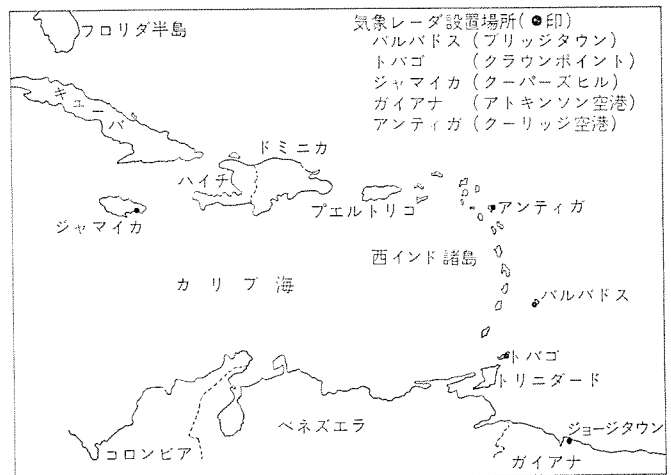 気象レーダ設置場所(●印)
バルバドス(ブリッジタウン)
トバゴ(クラウンポイント)
ジャマイカ(クーパーズヒル)
ガイアナ(アトキンソン空港)
アンティガ(クーリッジ空港)
フロリダ半島
キューバ
ドミニカ
ハイチ
プエルトリコ
アンティガ
ジャマイカ
西インド諸島
カリブ海
バルバドス
トバゴ
トリニダード
ベネズエラ
ジョージタウン
コロンビア
ガイアナ